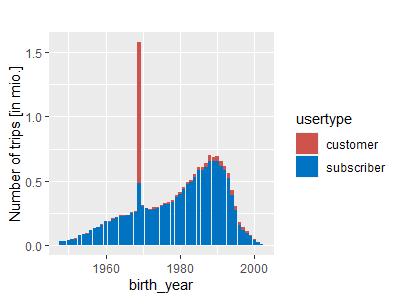 Number of trips [in mio.]
1.5
1.0
0.5
0.0
1960 1980 2000
birth_year
usertype
customer
subscriber